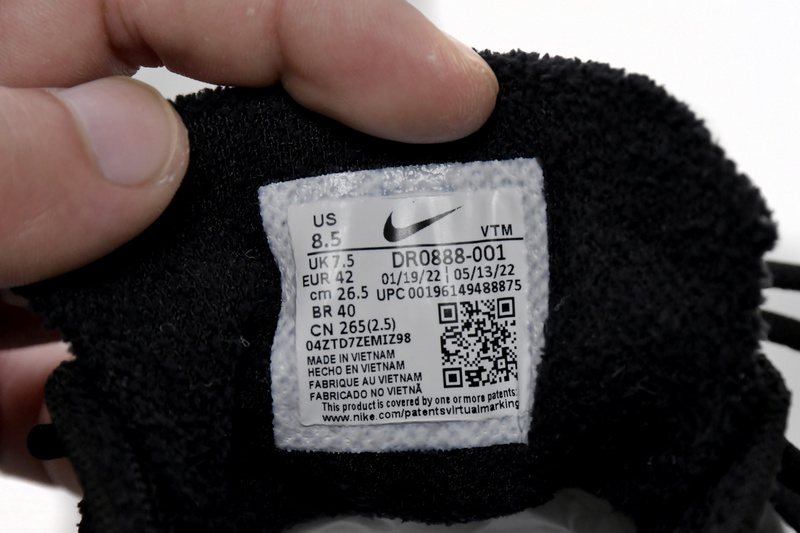 US
8.5
VTM
UK 7.5
DR0888-001
EUR 42
01/19/22 | 05/13/22
cm 26.5
UPC 00196149488875
BR 40
CN 265(2.5)
04ZTD7ZEMIZ98
MADE IN VIETNAM
HECHO EN VIETNAM
FABRIQUE AU VIETNAM
FABRICADO NO VIETNÃ
This product is covered by one or more patents:
www.nike.com/patentsvirtualmarking